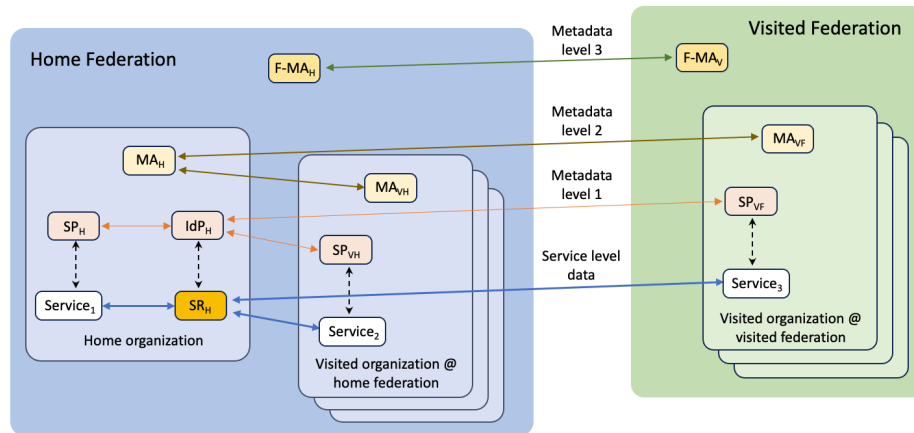 Home Federation
Visited Federation
Metadata
level 3
F-MAH
F-MAV
Metadata
level 2
MAH
MAVF
MAVH
Metadata
level 1
SPH
IdPH
SPVF
SPVH
Service level
data
Service1
SRH
Service2
Service3
Home organization
Visited organization @
home federation
Visited organization @
visited federation